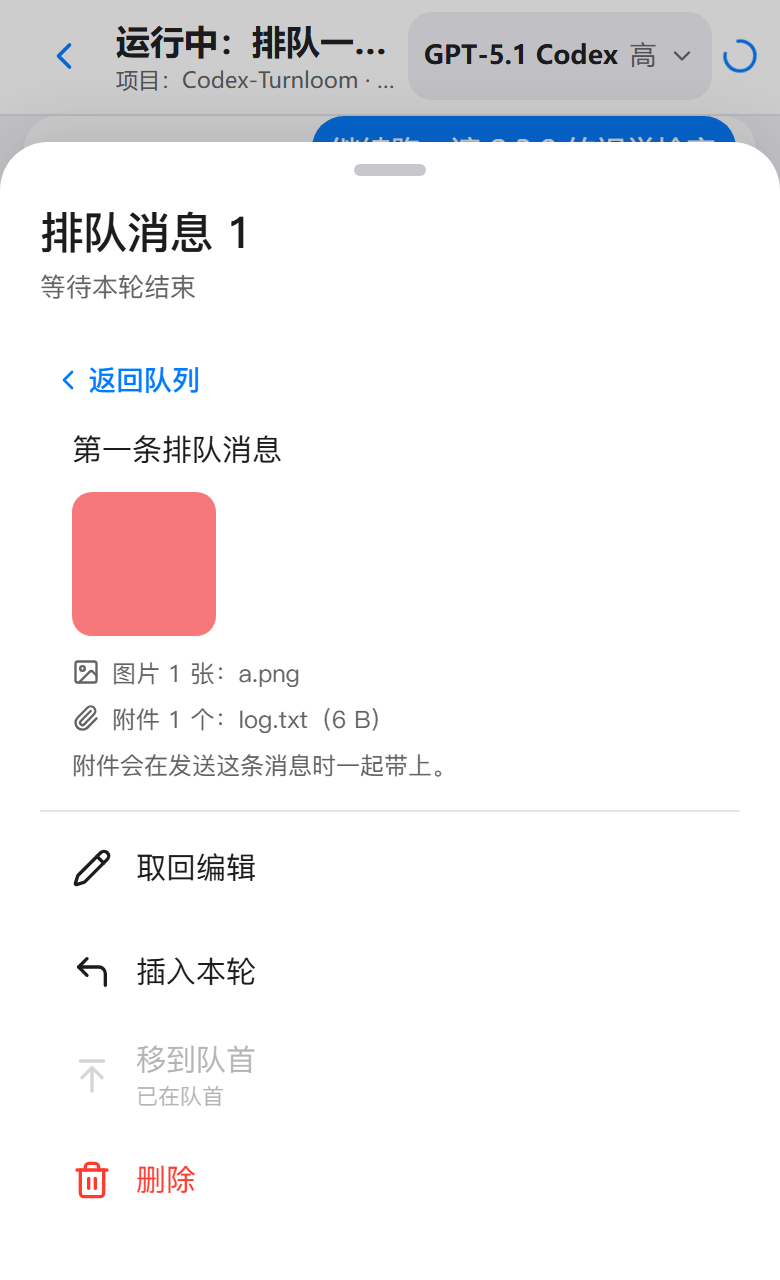 运行中：排队一...
项目：Codex-Turnloom · ...
GPT-5.1 Codex 高
排队消息 1
等待本轮结束
返回队列
第一条排队消息
图片 1 张：a.png
附件 1 个：log.txt（6 B）
附件会在发送这条消息时一起带上。
取回编辑
插入本轮
移到队首
已在队首
删除